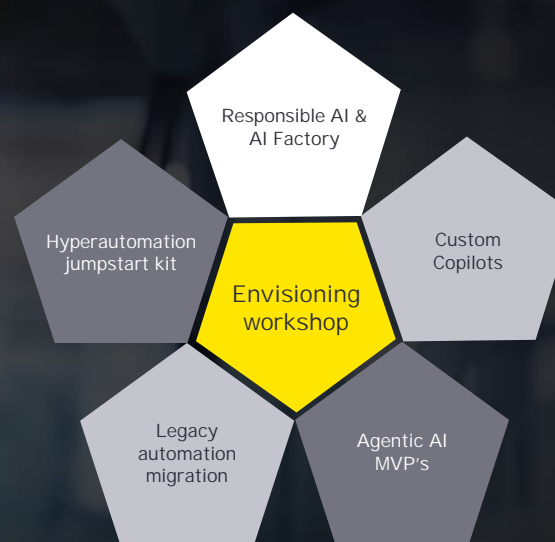 Responsible AI &
AI Factory
Hyperautomation
jumpstart kit
Custom
Copilots
Envisioning
workshop
Legacy
automation
migration
Agentic AI
MVP's